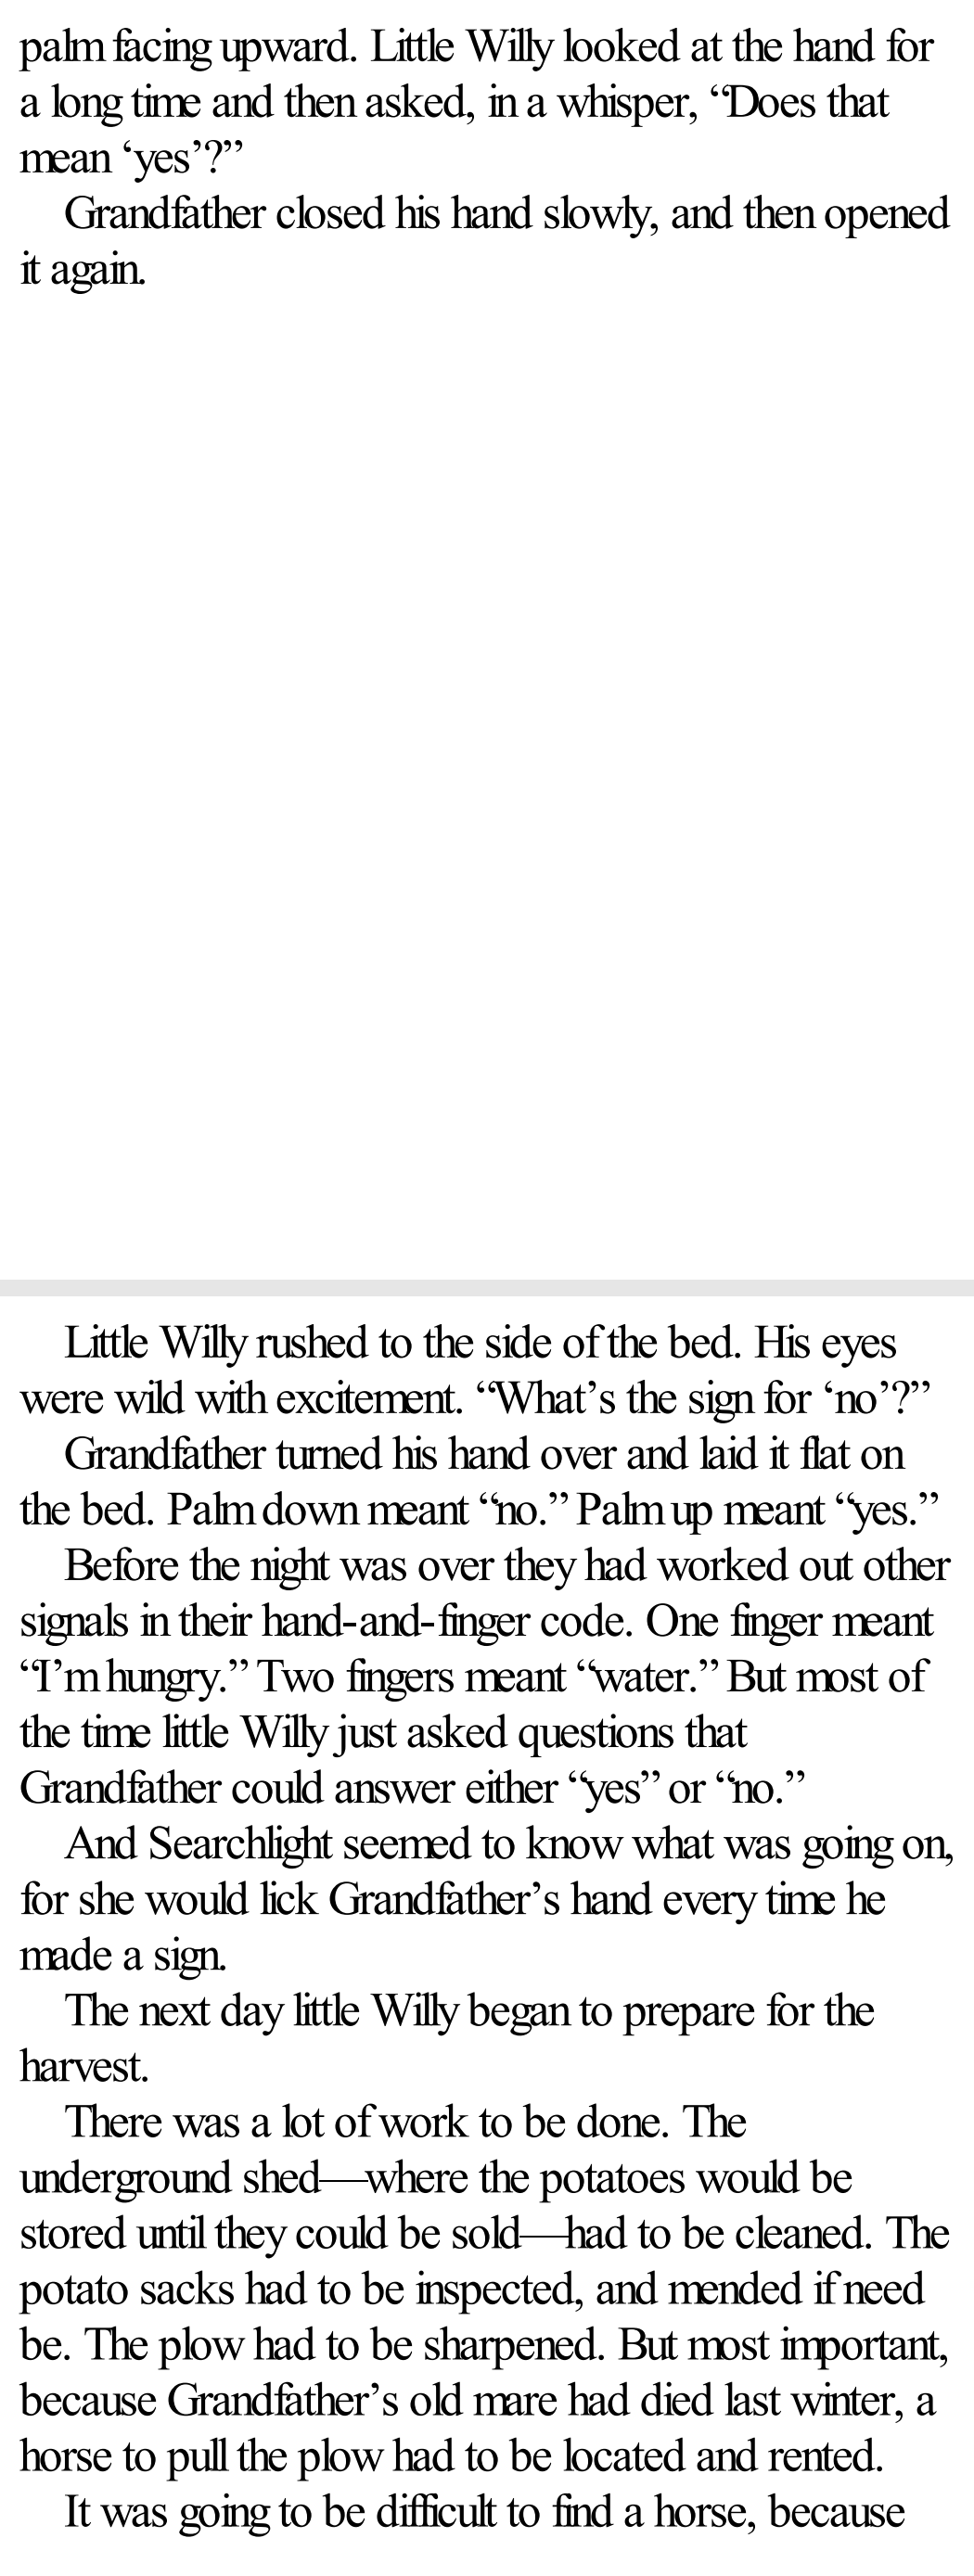 palm facing upward. Little Willy looked at the hand for
a long time and then asked, in a whisper, “Does that
mean ‘yes’?”
Grandfather closed his hand slowly, and then opened
it again.
Little Willy rushed to the side of the bed. His eyes
were wild with excitement. “What’s the sign for ‘no’?”
Grandfather turned his hand over and laid it flat on
the bed. Palm down meant “no.” Palm up meant “yes.”
Before the night was over they had worked out other
signals in their hand-and-finger code. One finger meant
“I’m hungry.” Two fingers meant “water.” But most of
the time little Willy just asked questions that
Grandfather could answer either “yes” or “no.”
And Searchlight seemed to know what was going on,
for she would lick Grandfather’s hand every time he
made a sign.
The next day little Willy began to prepare for the
harvest.
There was a lot of work to be done. The
underground shed—where the potatoes would be
stored until they could be sold—had to be cleaned. The
potato sacks had to be inspected, and mended if need
be. The plow had to be sharpened. But most important,
because Grandfather’s old mare had died last winter, a
horse to pull the plow had to be located and rented.
It was going to be difficult to find a horse, because